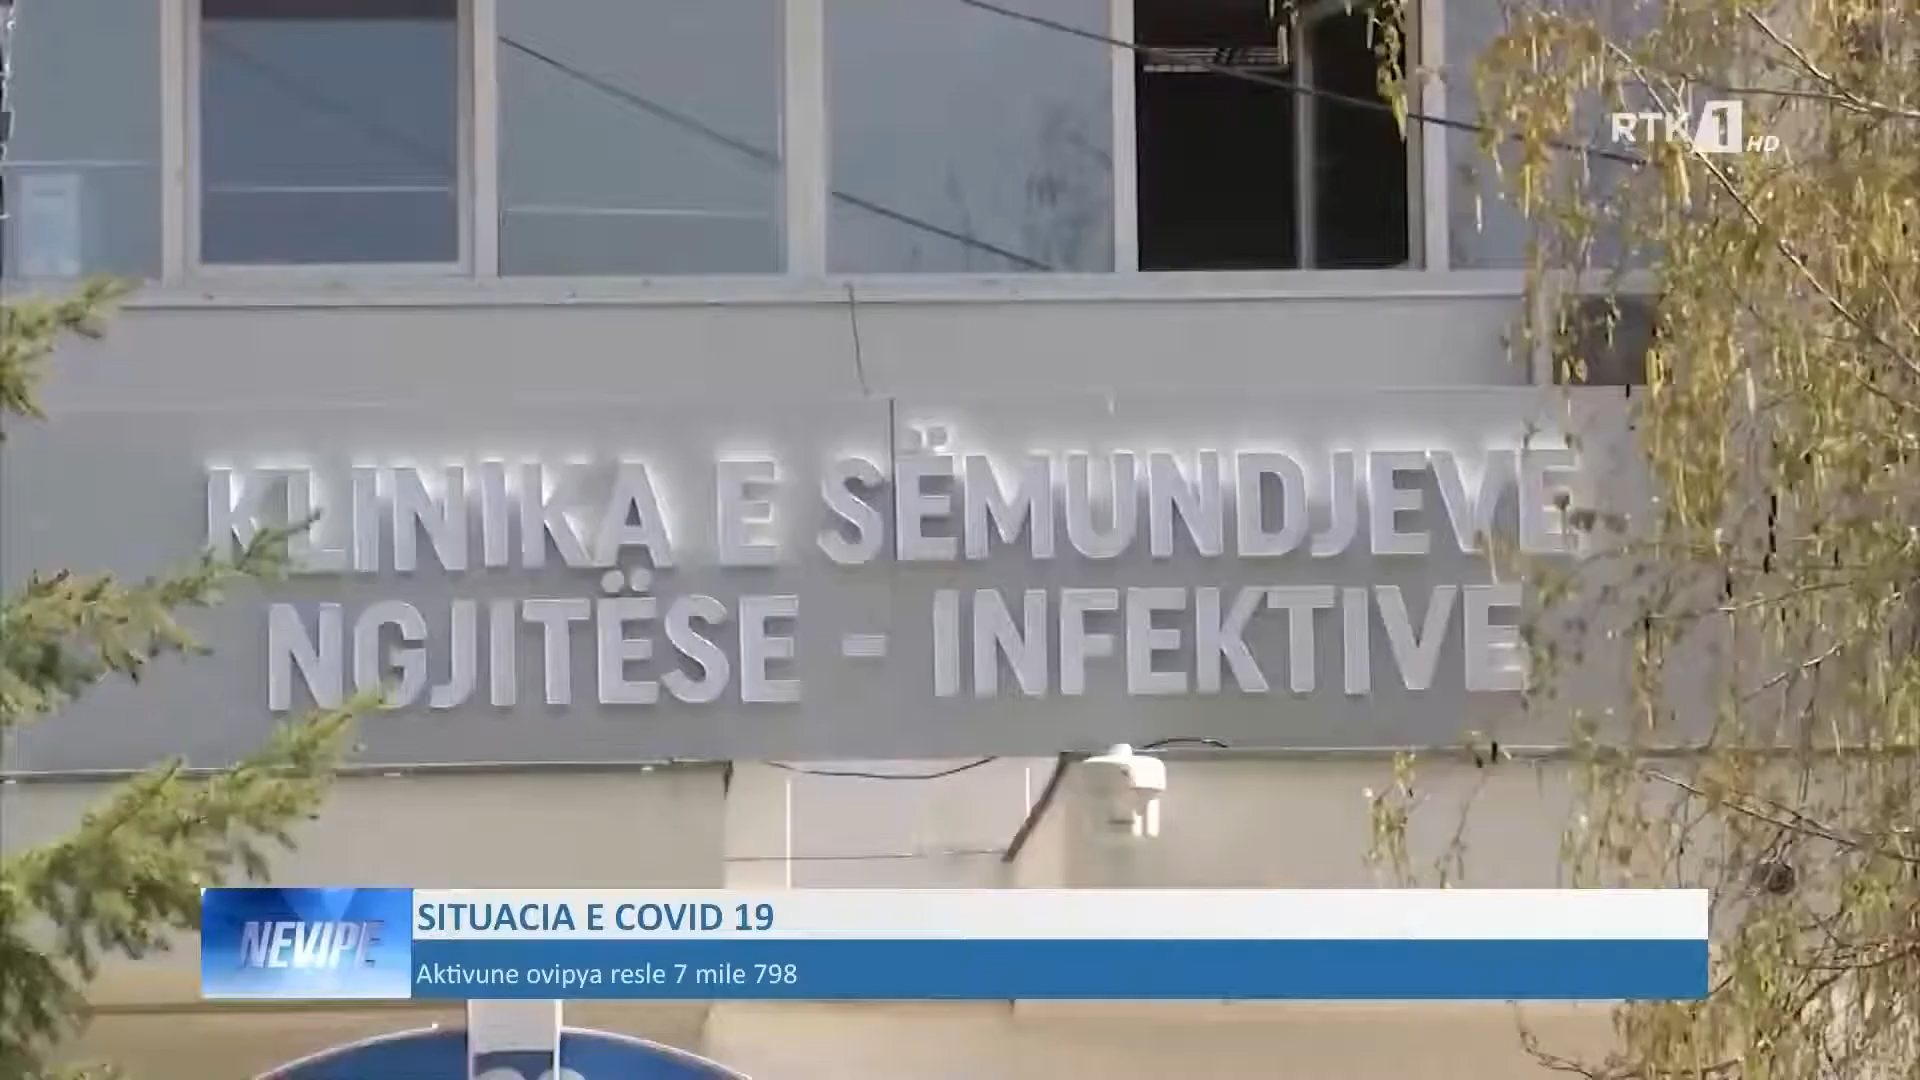 RTK 1 HD
KLINIKA E SËMUNDJEVE
NGJITËSE - INFEKTIVE
NEVIPE
SITUACIA E COVID 19
Aktivune ovipya resle 7 mile 798